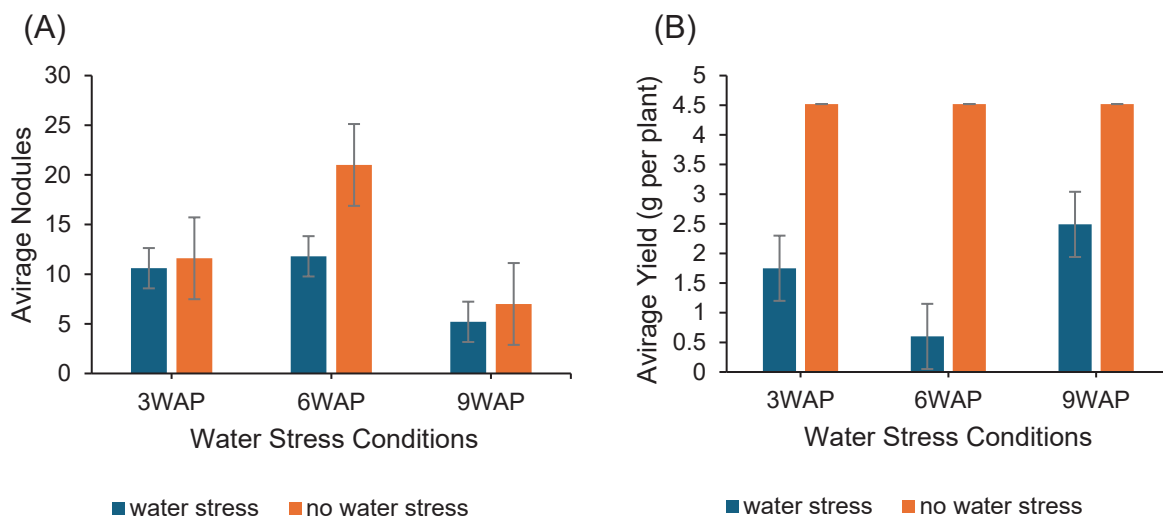 (A)
30
25
20
15
10
5
0
Avirage Nodules
3WAP 6WAP 9WAP
Water Stress Conditions
water stress no water stress
(B)
5
4.5
4
3.5
3
2.5
2
1.5
1
0.5
0
Avirage Yield (g per plant)
3WAP 6WAP 9WAP
Water Stress Conditions
water stress no water stress